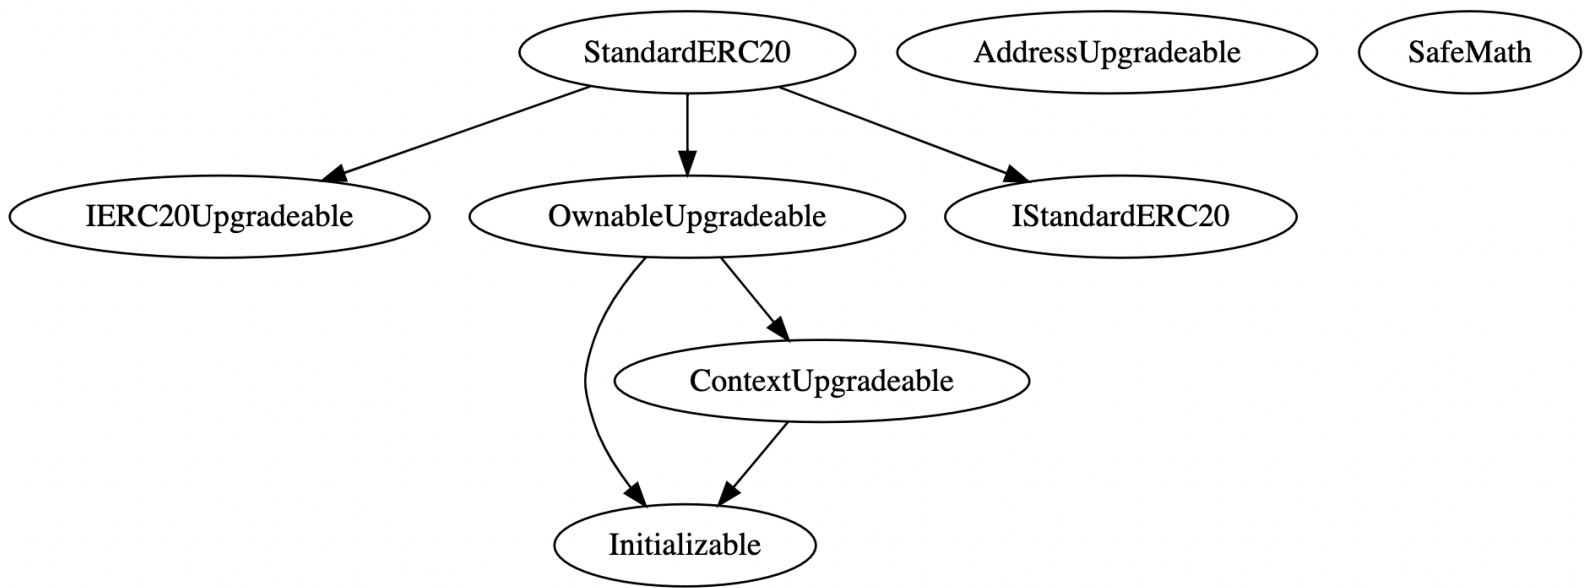 StandardERC20
AddressUpgradeable
SafeMath
IERC20Upgradeable
OwnableUpgradeable
IStandardERC20
ContextUpgradeable
Initializable